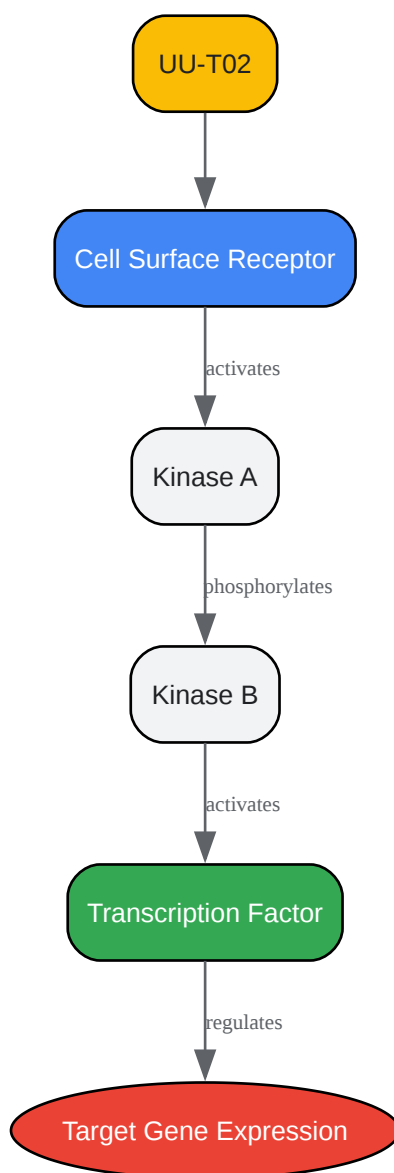 UU-T02
Cell Surface Receptor
activates
Kinase A
phosphorylates
Kinase B
activates
Transcription Factor
regulates
Target Gene Expression